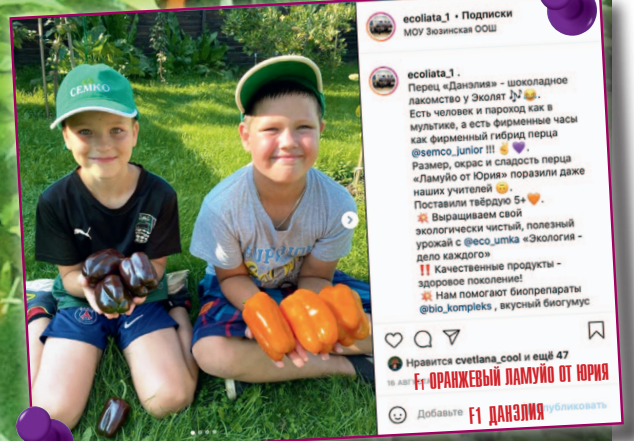 СЕМКО
ecoliata_1 • Подписки
МОУ Зюзинская ООШ
ecoliata_1 .
Перец «Данэлия» - шоколадное
лакомство у Эколят 🎶😂.
Есть человек и пароход как в
мультике, а есть фирменные часы
как фирменный гибрид перца
@semco_junior !!! ☝💜.
Размер, окрас и сладость перца
«Ламуйо от Юрия» поразили даже
наших учителей 😊.
Поставили твёрдую 5+🧡.
💥 Выращиваем свой
экологически чистый, полезный
урожай с @eco_umka «Экология -
дело каждого»
‼ Качественные продукты -
здоровое поколение!
💥 Нам помогают биопрепараты
@bio_kompleks , вкусный биогумус
Нравится cvetlana_cool и ещё 47
16
F1 ОРАНЖЕВЫЙ ЛАМУЙО ОТ ЮРИЯ
Добавьте
F1 ДАНЭЛИЯ